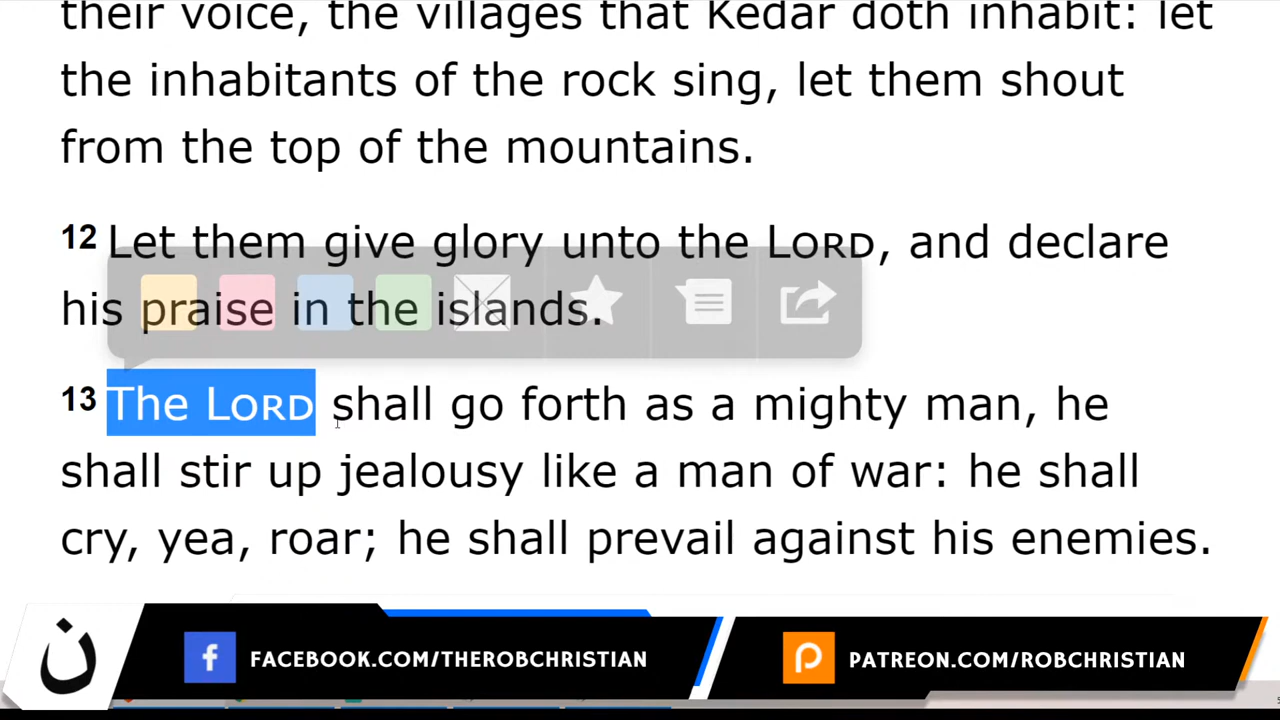 their voice, the villages that Kedar doth inhabit: let
the inhabitants of the rock sing, let them shout
from the top of the mountains.
12 Let them give glory unto the LORD, and declare
his praise in the islands.
13 The LORD shall go forth as a mighty man, he
shall stir up jealousy like a man of war: he shall
cry, yea, roar; he shall prevail against his enemies.
ن
f FACEBOOK.COM/THEROBCHRISTIAN
PATREON.COM/ROBCHRISTIAN